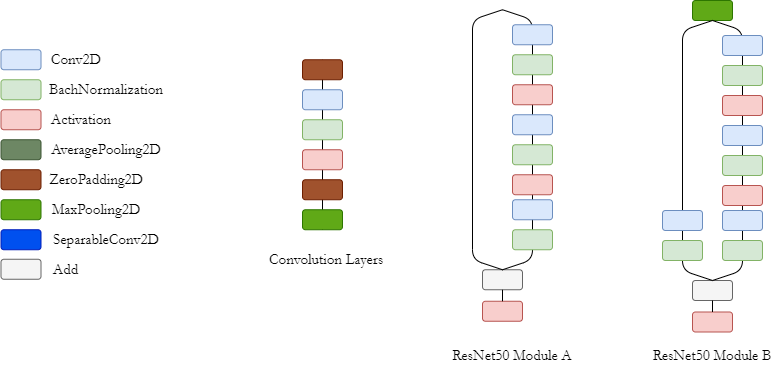 Conv2D
BachNormalization
Activation
AveragePooling2D
ZeroPadding2D
MaxPooling2D
SeparableConv2D
Add
Convolution Layers
ResNet50 Module A
ResNet50 Module B